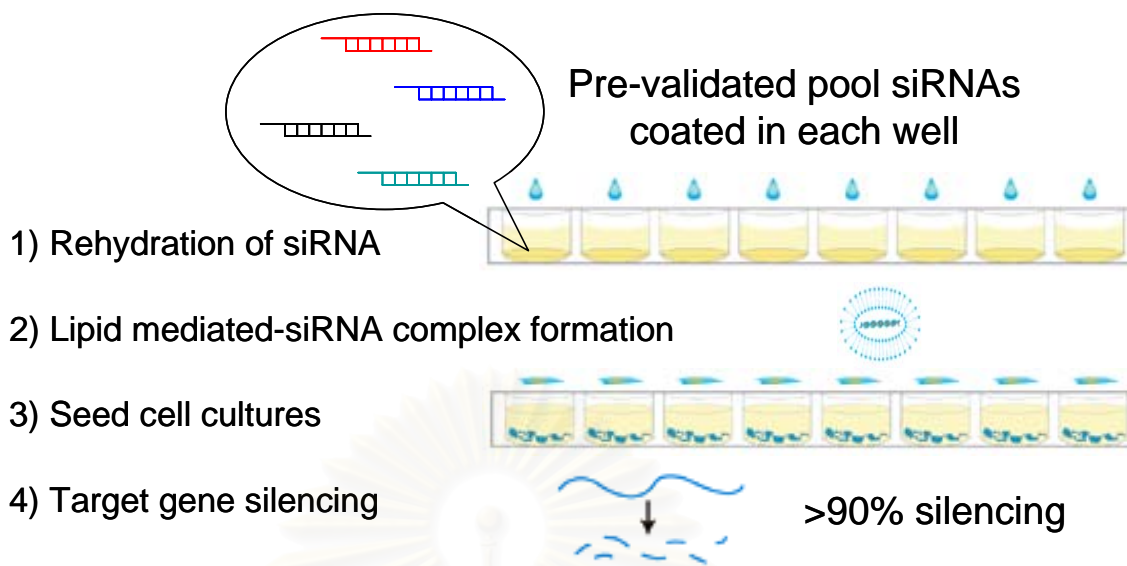 Pre-validated pool siRNAs
coated in each well
1) Rehydration of siRNA
2) Lipid mediated-siRNA complex formation
3) Seed cell cultures
4) Target gene silencing
>90% silencing